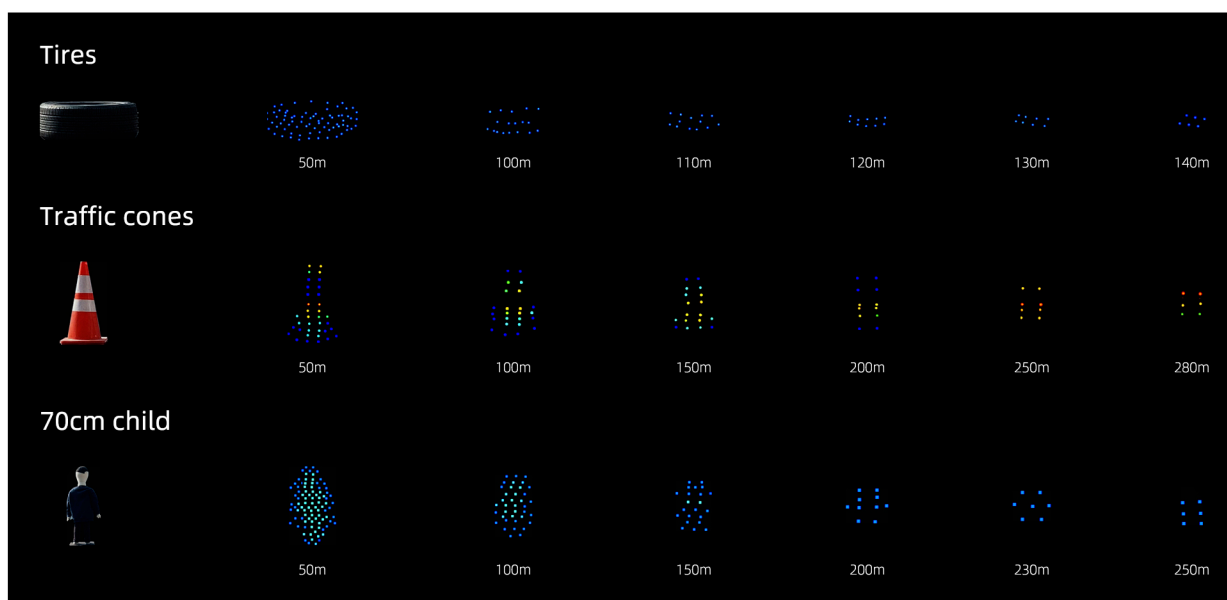 Tires
50m 100m 110m 120m 130m 140m
Traffic cones
50m 100m 150m 200m 250m 280m
70cm child
50m 100m 150m 200m 230m 250m